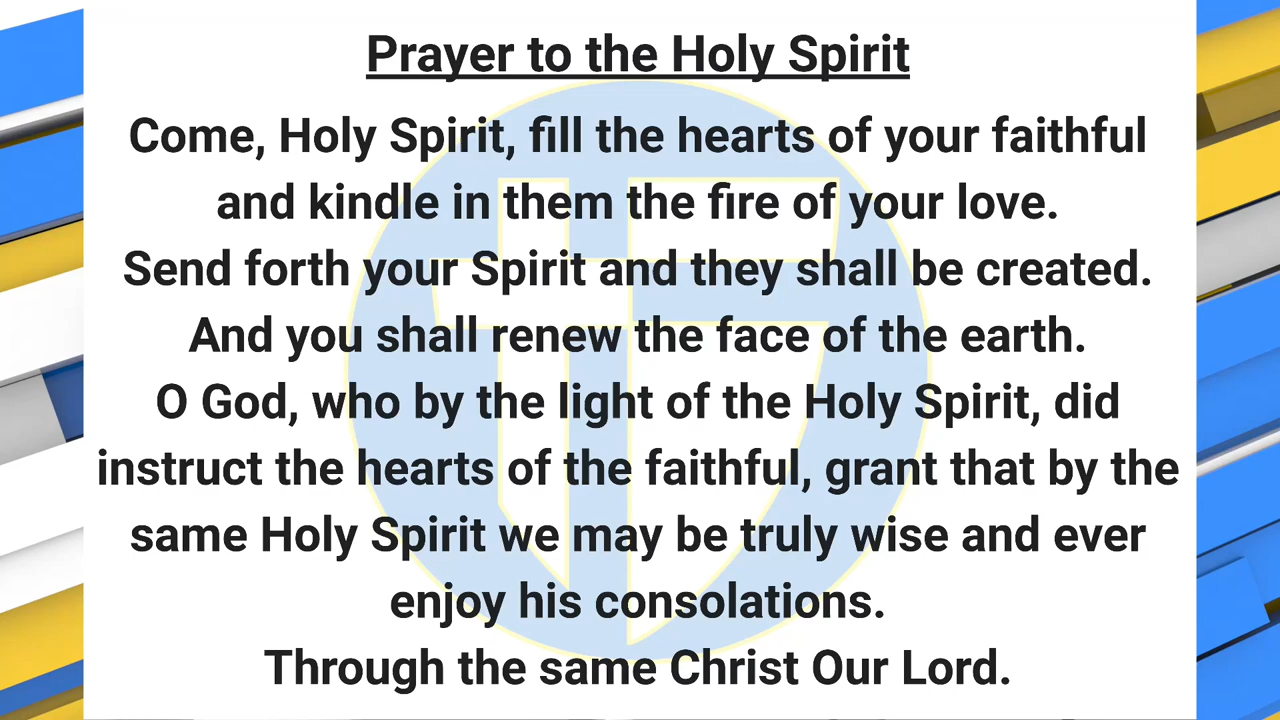 Prayer to the Holy Spirit
Come, Holy Spirit, fill the hearts of your faithful
and kindle in them the fire of your love.
Send forth your Spirit and they shall be created.
And you shall renew the face of the earth.
O God, who by the light of the Holy Spirit, did
instruct the hearts of the faithful, grant that by the
same Holy Spirit we may be truly wise and ever
enjoy his consolations.
Through the same Christ Our Lord.